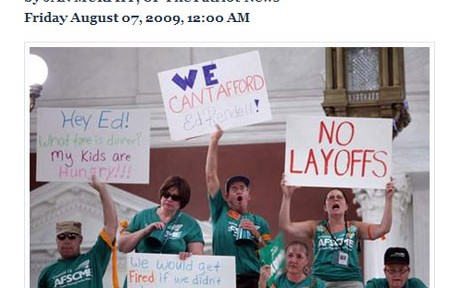 Friday August 07, 2009, 12:00 AM
WE
CANT AFFORD
Ed Rendell!
Hey Ed!
What time is dinner?
My Kids are
Hungry!!!
NO
LAYOFFS
We would get
Fired if we didn't
AFSCME
AFSCME